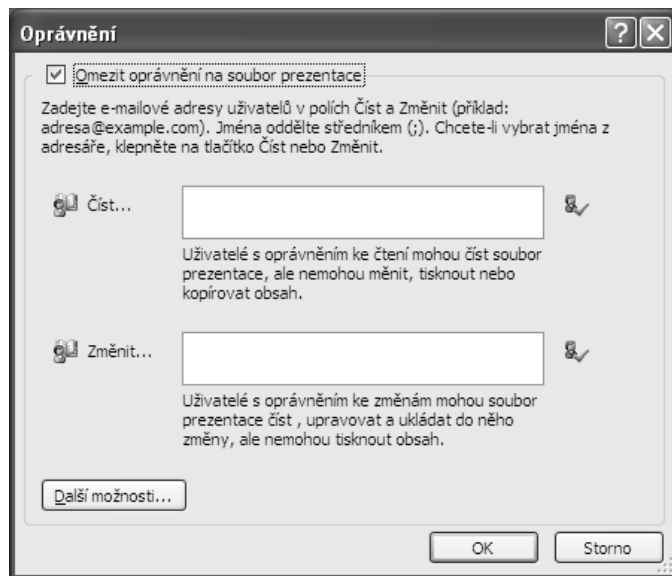 Oprávnění
Omezit oprávnění na soubor prezentace
Zadejte e-mailové adresy uživatelů v polích Číst a Změnit (příklad:
adresa@example.com). Jména oddělte středníkem (;). Chcete-li vybrat jména z
adresáře, klepněte na tlačítko Číst nebo Změnit.
Číst...
Uživatelé s oprávněním ke čtení mohou číst soubor
prezentace, ale nemohou měnit, tisknout nebo
kopírovat obsah.
Změnit...
Uživatelé s oprávněním ke změnám mohou soubor
prezentace číst , upravovat a ukládat do něho
změny, ale nemohou tisknout obsah.
Další možnosti...
OK Storno